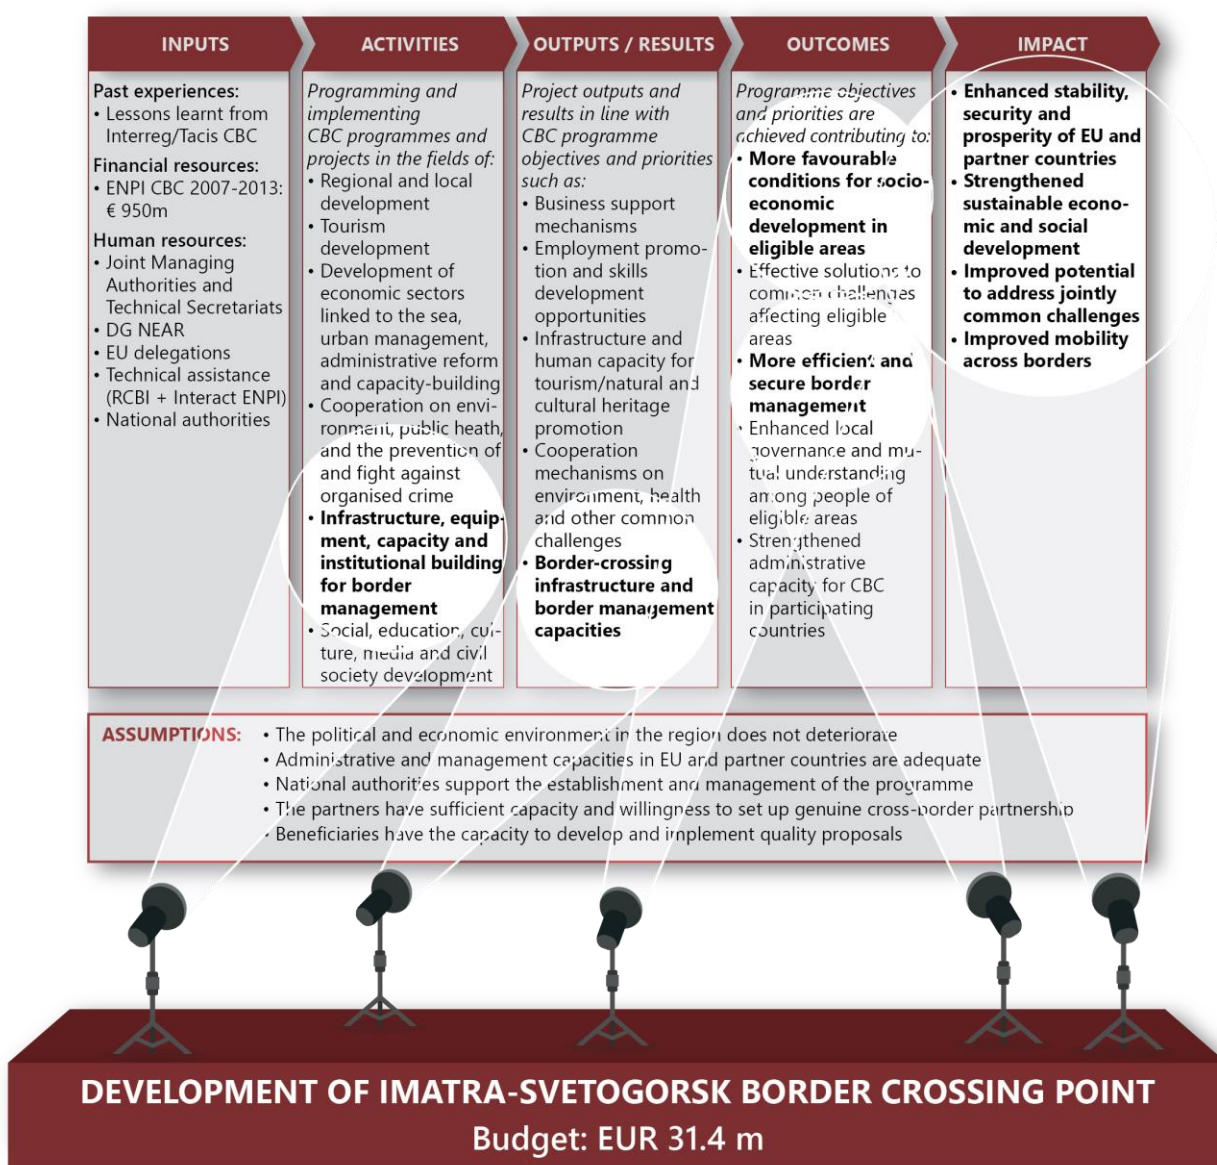 INPUTS
Past experiences:
• Lessons learnt from
Interreg/Tacis CBC
Financial resources:
• ENPI CBC 2007-2013:
€ 950m
Human resources:
• Joint Managing
Authorities and
Technical Secretariats
• DG NEAR
• EU delegations
• Technical assistance
(RCBI + Interact ENPI)
• National authorities
ACTIVITIES
Programming and
implementing
CBC programmes and
projects in the fields of:
• Regional and local
development
• Tourism
development
• Development of
economic sectors
linked to the sea,
urban management,
administrative reform
and capacity-building
• Cooperation on envi-
ronment, public heath,
and the prevention of
and fight against
organised crime
• Infrastructure, equip-
ment, capacity and
institutional building
for border
management
• Social, education, cul-
ture, media and civil
society development
OUTPUTS / RESULTS
Project outputs and
results in line with
CBC programme
objectives and priorities
such as:
• Business support
mechanisms
• Employment promo-
tion and skills
development
opportunities
• Infrastructure and
human capacity for
tourism/natural and
cultural heritage
promotion
• Cooperation
mechanisms on
environment, health
and other common
challenges
• Border-crossing
infrastructure and
border management
capacities
OUTCOMES
Programme objectives
and priorities are
achieved contributing to:
• More favourable
conditions for socio-
economic
development in
eligible areas
• Effective solutions to
common challenges
affecting eligible
areas
• More efficient and
secure border
management
• Enhanced local
governance and mu-
tual understanding
among people of
eligible areas
• Strengthened
administrative
capacity for CBC
in participating
countries
IMPACT
• Enhanced stability,
security and
prosperity of EU and
partner countries
• Strengthened
sustainable econo-
mic and social
development
• Improved potential
to address jointly
common challenges
• Improved mobility
across borders
ASSUMPTIONS: • The political and economic environment in the region does not deteriorate
• Administrative and management capacities in EU and partner countries are adequate
• National authorities support the establishment and management of the programme
• The partners have sufficient capacity and willingness to set up genuine cross-border partnership
• Beneficiaries have the capacity to develop and implement quality proposals
DEVELOPMENT OF IMATRA-SVETOGORSK BORDER CROSSING POINT
Budget: EUR 31.4 m